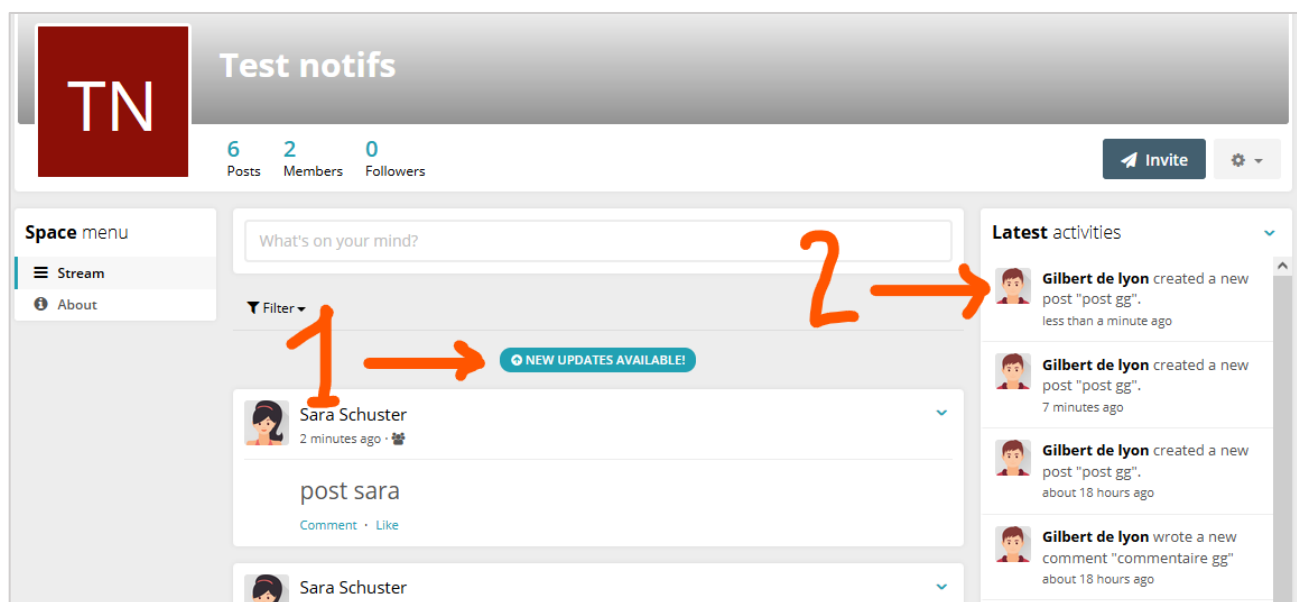 TN
Test notifs
6 2 0
Posts Members Followers
Invite
Space menu
Stream
About
What's on your mind?
Filter
1
NEW UPDATES AVAILABLE!
Sara Schuster
2 minutes ago ·
post sara
Comment · Like
Sara Schuster
2
Latest activities
Gilbert de lyon created a new
post "post gg".
less than a minute ago
Gilbert de lyon created a new
post "post gg".
7 minutes ago
Gilbert de lyon created a new
post "post gg".
about 18 hours ago
Gilbert de lyon wrote a new
comment "commentaire gg"
about 18 hours ago